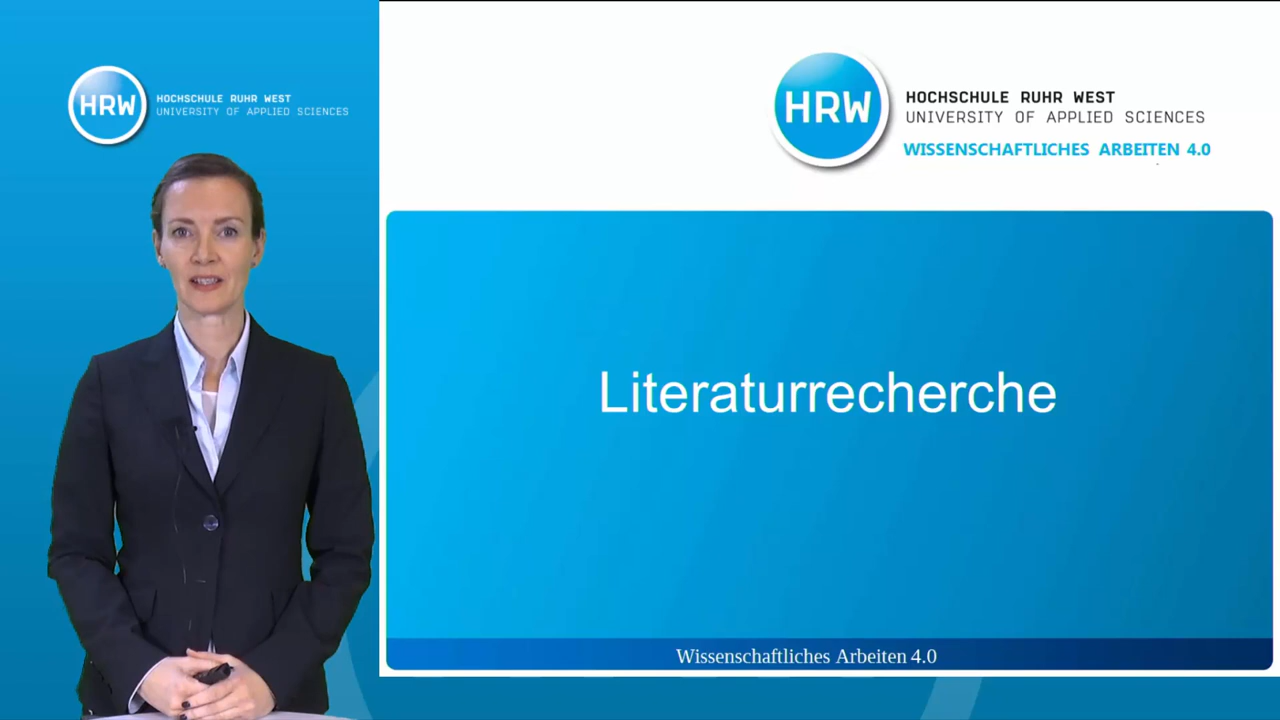 HRW
HOCHSCHULE RUHR WEST
UNIVERSITY OF APPLIED SCIENCES
HRW
HOCHSCHULE RUHR WEST
UNIVERSITY OF APPLIED SCIENCES
WISSENSCHAFTLICHES ARBEITEN 4.0
Literaturrecherche
Wissenschaftliches Arbeiten 4.0